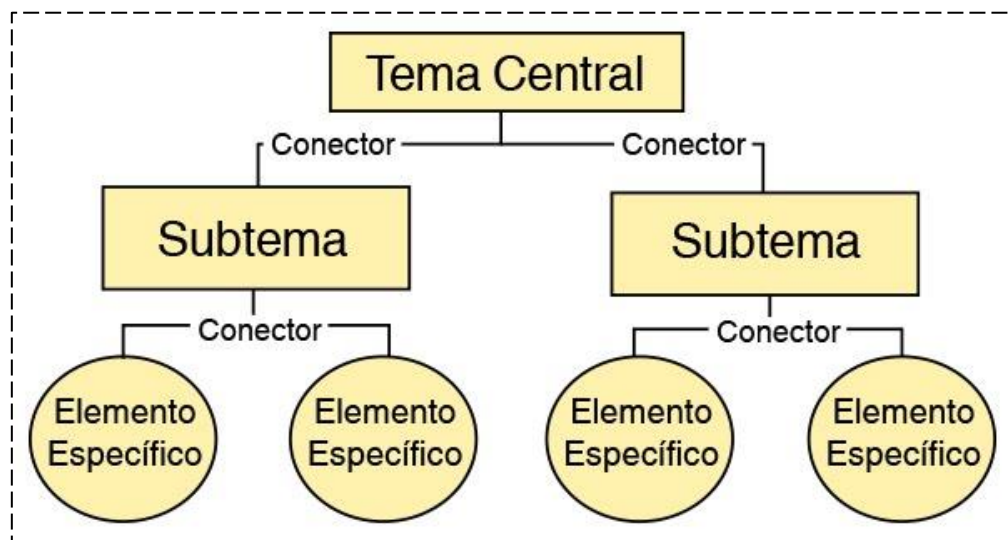 Tema Central
Conector
Conector
Subtema
Subtema
Conector
Conector
Elemento
Específico
Elemento
Específico
Elemento
Específico
Elemento
Específico